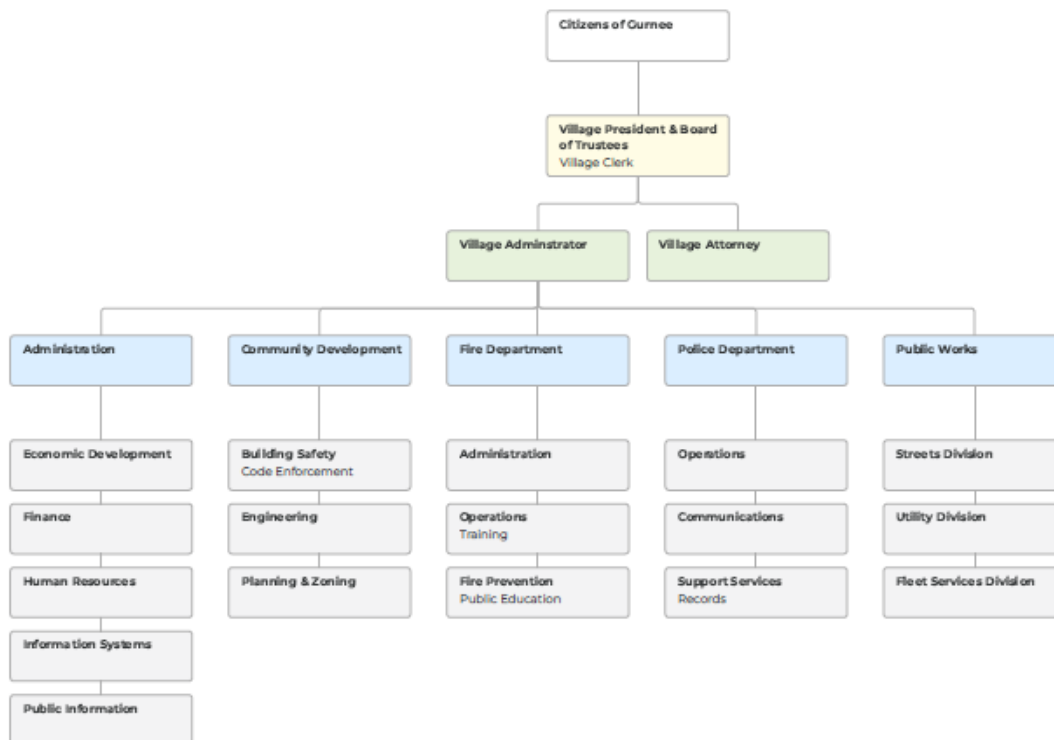 Citizens of Gurnee
Village President & Board
of Trustees
Village Clerk
Village Adminstrator
Village Attorney
Administration
Community Development
Fire Department
Police Department
Public Works
Economic Development
Building Safety
Code Enforcement
Administration
Operations
Streets Division
Finance
Engineering
Operations
Training
Communications
Utility Division
Human Resources
Planning & Zoning
Fire Prevention
Public Education
Support Services
Records
Fleet Services Division
Information Systems
Public Information